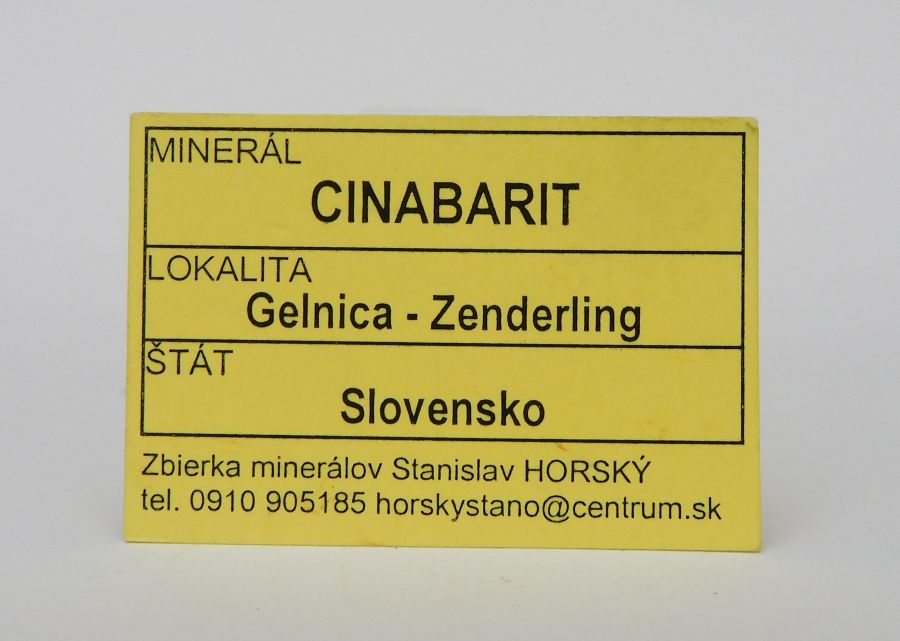 MINERÁL
CINABARIT
LOKALITA
Gelnica - Zenderling
ŠTÁT
Slovensko
Zbierka minerálov Stanislav HORSKÝ
tel. 0910 905185 horskystano@centrum.sk